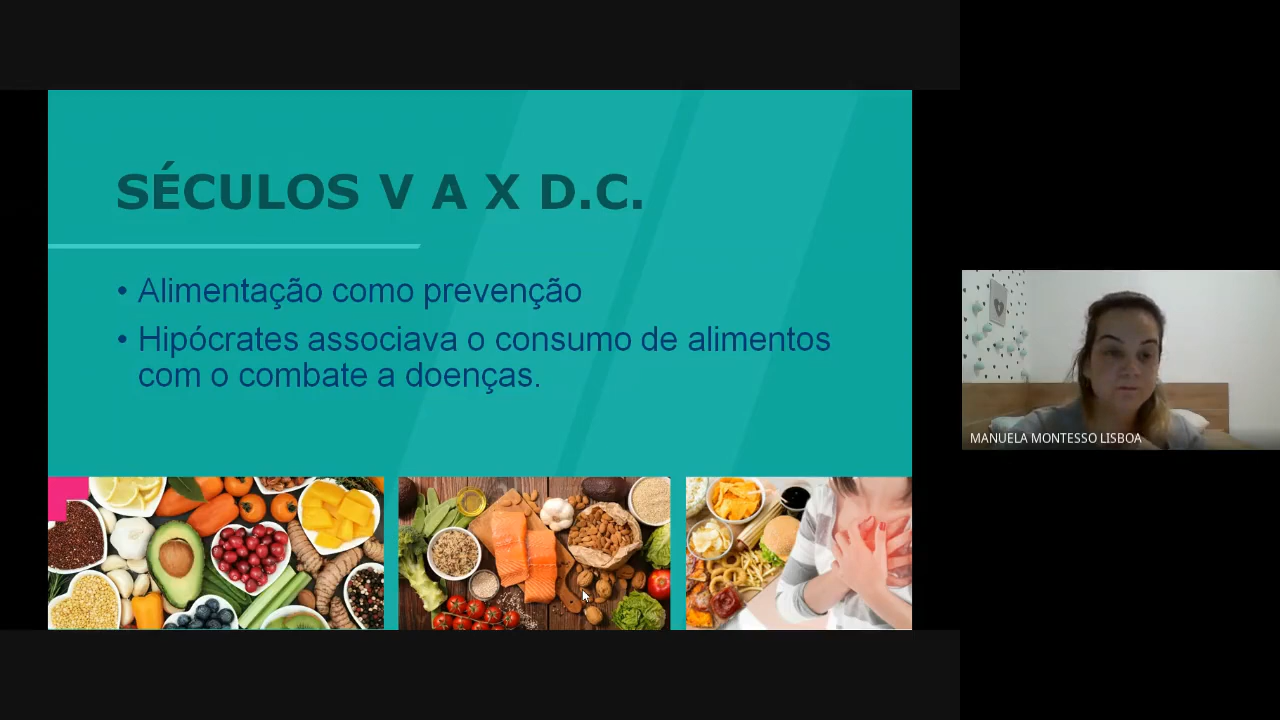 SÉCULOS V A X D.C.
• Alimentação como prevenção
• Hipócrates associava o consumo de alimentos
com o combate a doenças.
MANUELA MONTESSO LISBOA